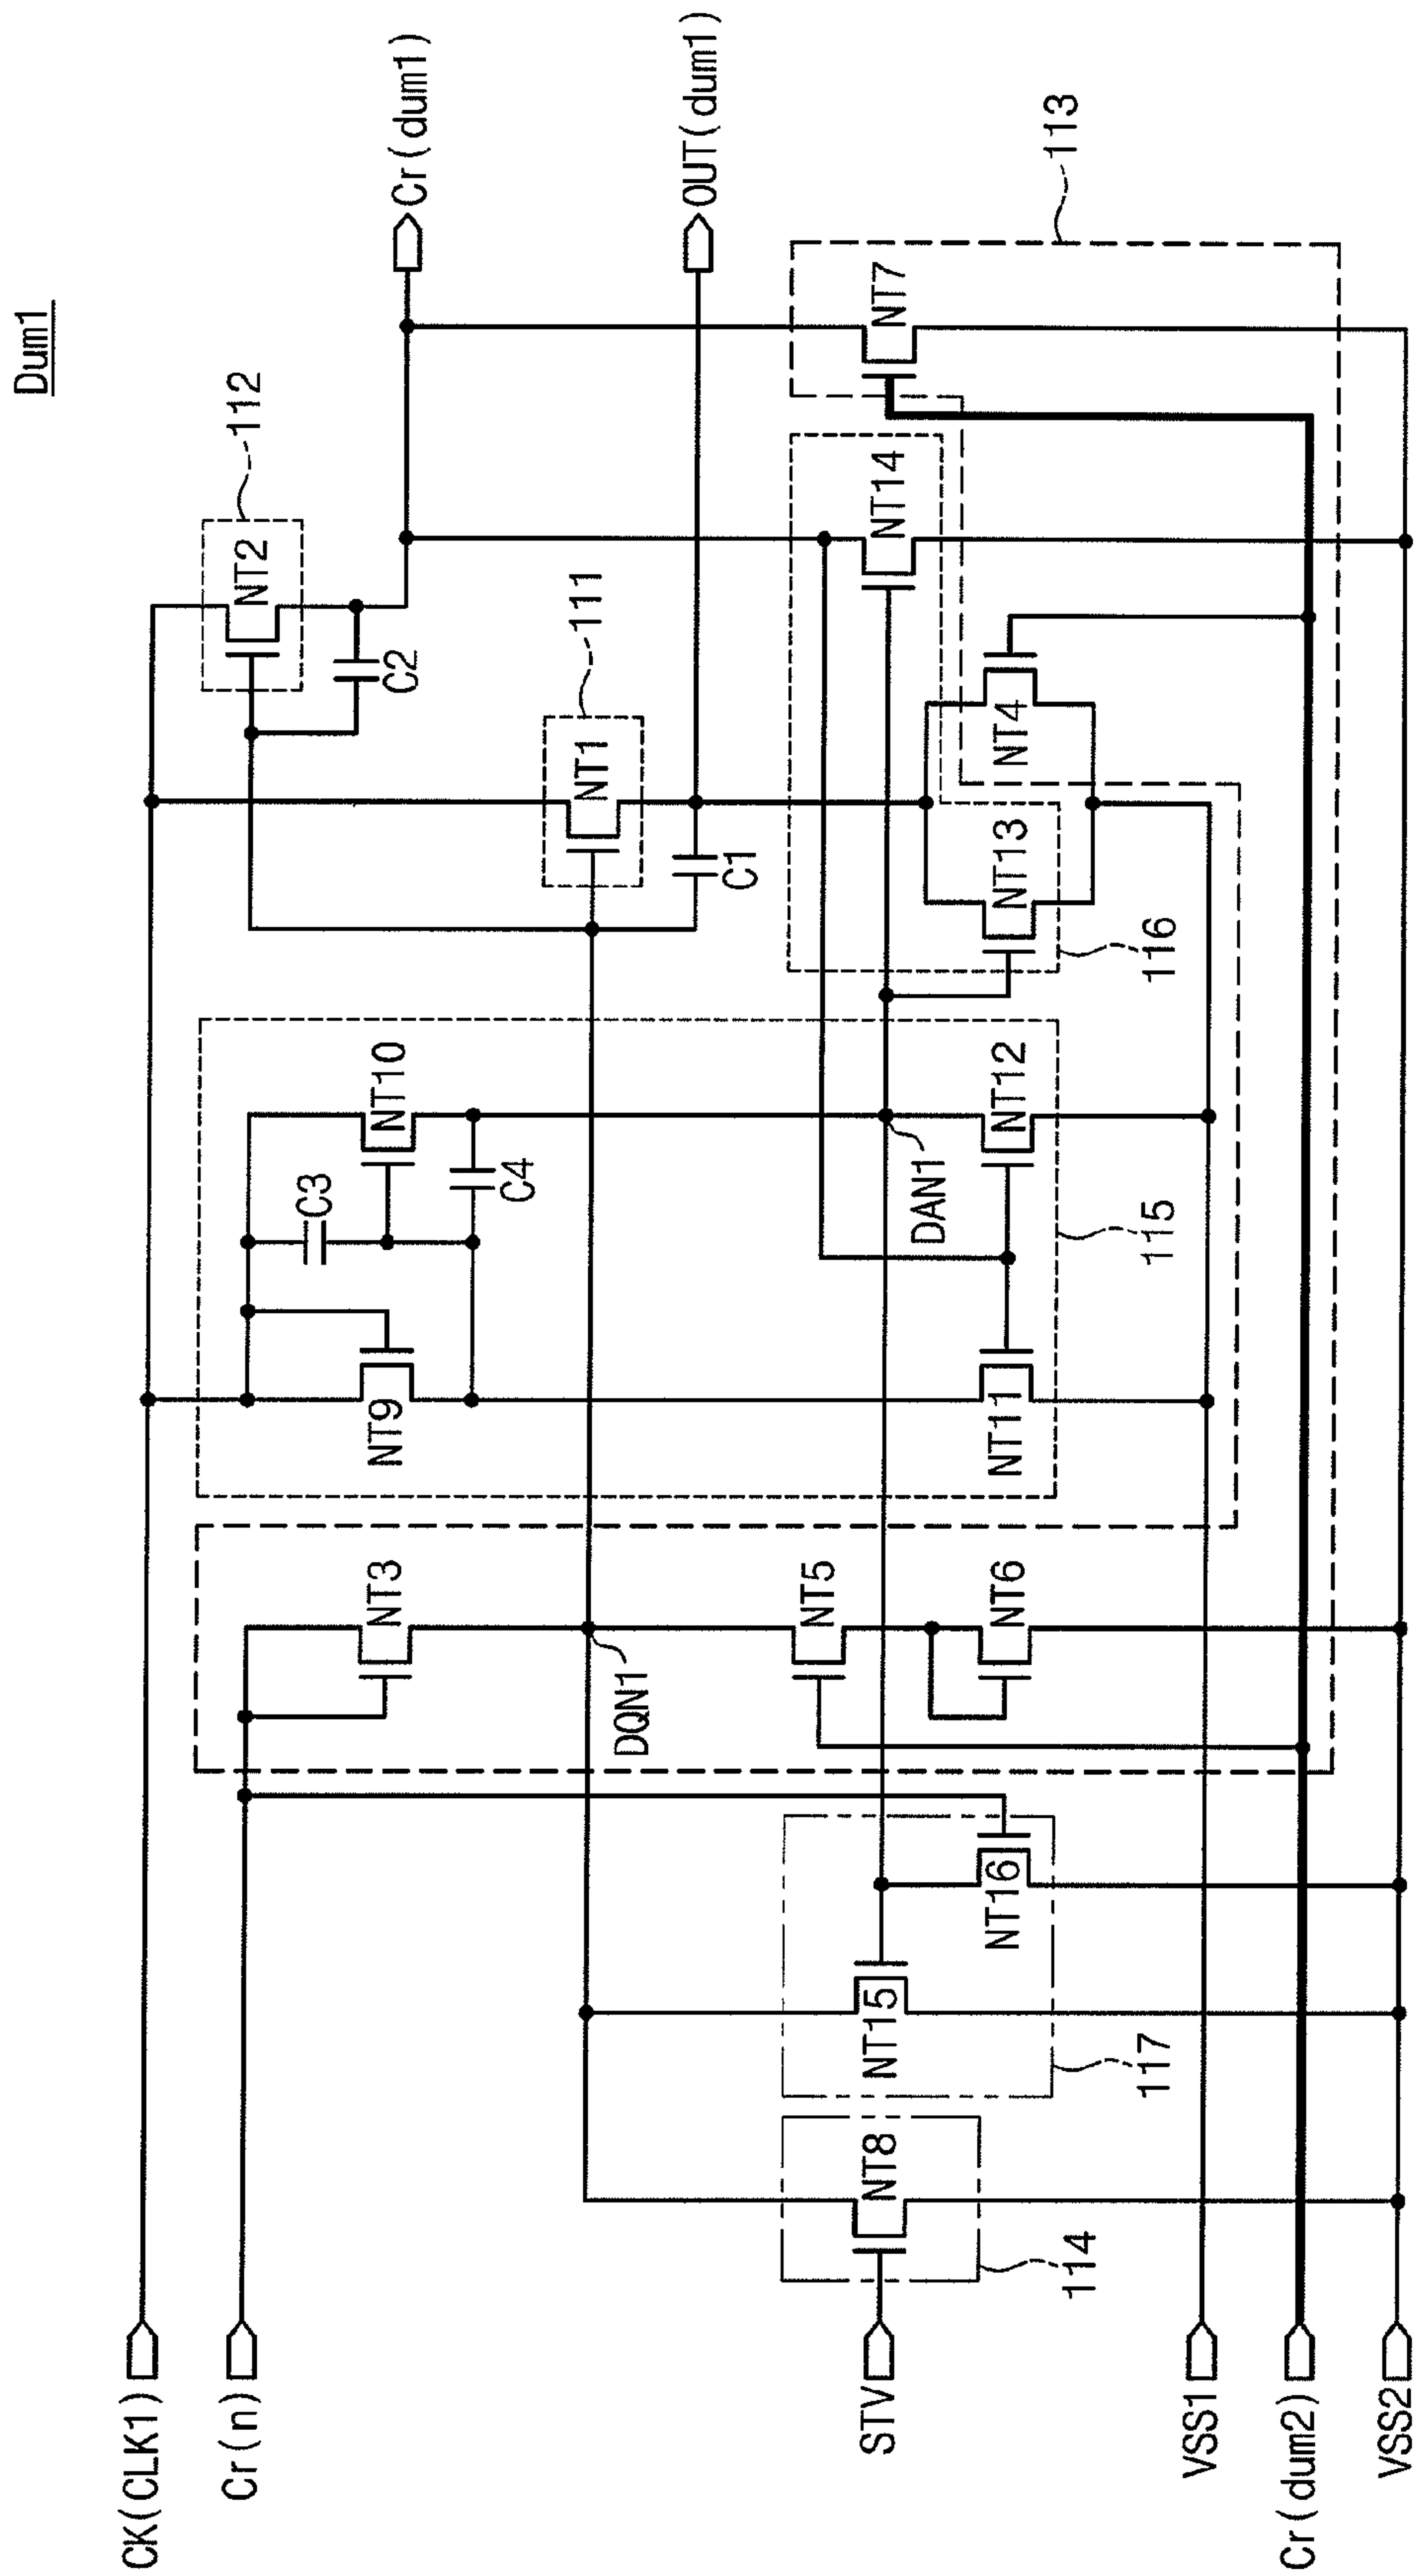 Dum1
CK(CLK1)
Cr(n)
STV
VSS1
Cr(dum2)
VSS2
Cr(dum1)
OUT(dum1)
112
NT2
C2
111
NT1
C1
113
NT7
NT14
NT4
NT13
116
NT10
C3
C4
NT9
NT12
DAN1
NT11
115
NT3
DQN1
NT5
NT6
NT16
NT15
117
NT8
114